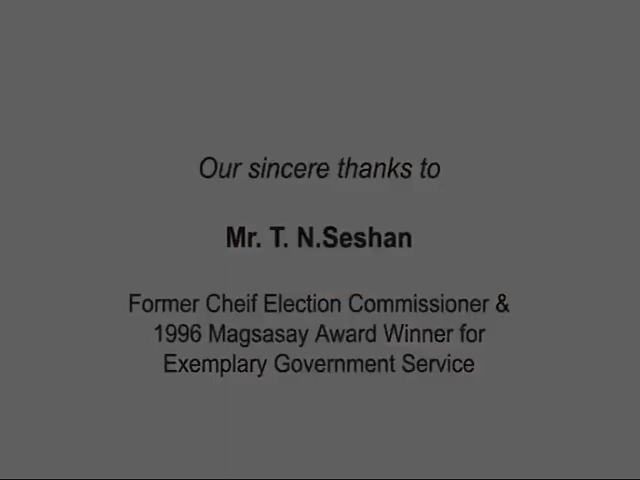 Our sincere thanks to
Mr. T. N.Seshan
Former Cheif Election Commissioner &
1996 Magsasay Award Winner for
Exemplary Government Service